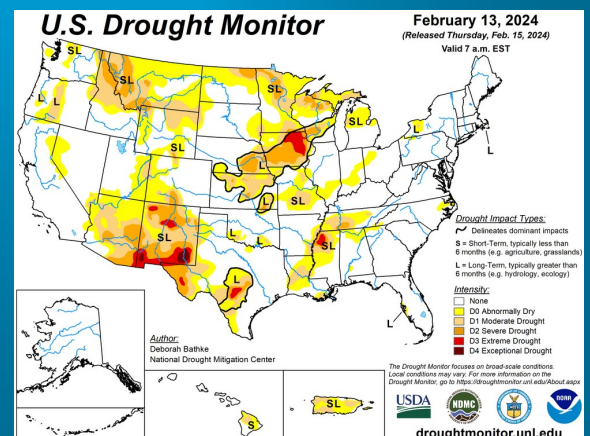 U.S. Drought Monitor
February 13, 2024
(Released Thursday, Feb. 15, 2024)
Valid 7 a.m. EST
SL
SL
SL
L
L
SL
SL
L
L
SL
L
SL
L
L
L
SL
L
L
SL
S
Drought Impact Types:
Delineates dominant impacts
S = Short-Term, typically less than
6 months (e.g. agriculture, grasslands)
L = Long-Term, typically greater than
6 months (e.g. hydrology, ecology)
Intensity:
None
D0 Abnormally Dry
D1 Moderate Drought
D2 Severe Drought
D3 Extreme Drought
D4 Exceptional Drought
Author:
Deborah Bathke
National Drought Mitigation Center
The Drought Monitor focuses on broad-scale conditions.
Local conditions may vary. For more information on the
Drought Monitor, go to https://droughtmonitor.unl.edu/About.aspx
USDA
NDMC
NOAA
droughtmonitor.unl.edu